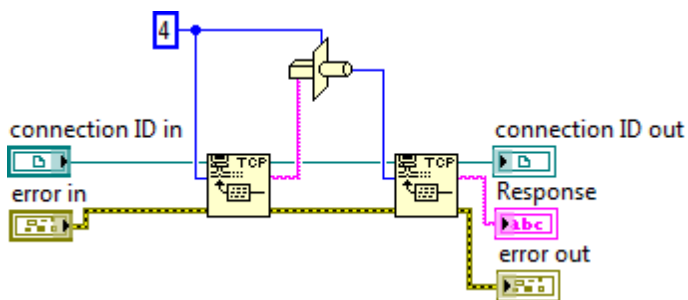 4
connection ID in
connection ID out
TCP
TCP
error in
Response
abc
error out